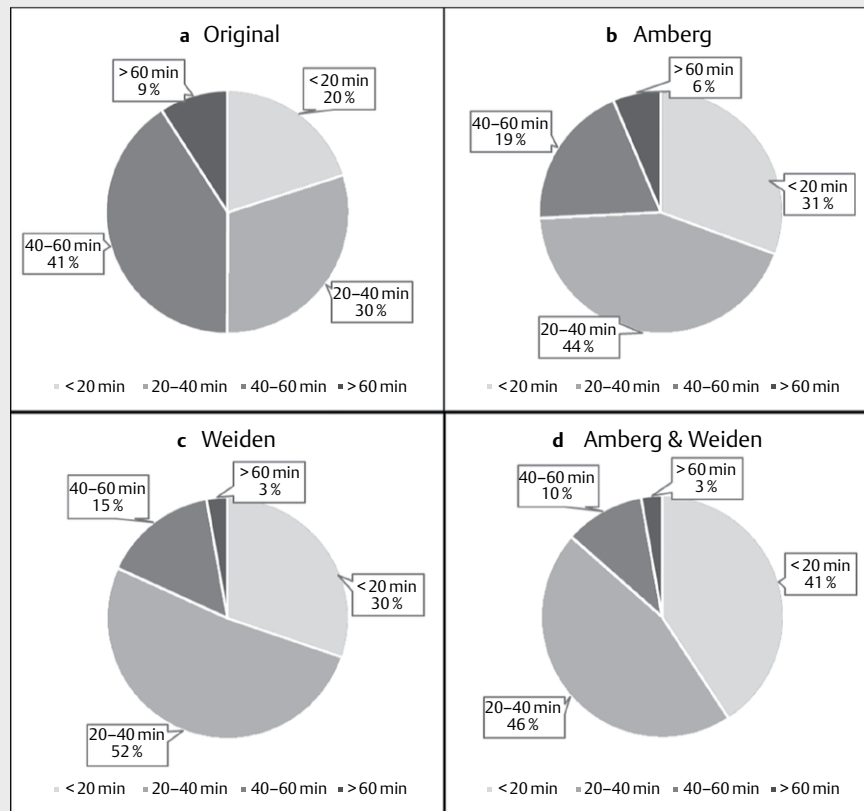 a Original
>60 min
9 %
<20 min
20 %
40–60 min
41 %
20–40 min
30 %
<20 min 20–40 min 40–60 min >60 min
b Amberg
>60 min
6 %
40–60 min
19 %
<20 min
31 %
20–40 min
44 %
<20 min 20–40 min 40–60 min >60 min
c Weiden
>60 min
3 %
40–60 min
15 %
<20 min
30 %
20–40 min
52 %
<20 min 20–40 min 40–60 min >60 min
d Amberg & Weiden
>60 min
3 %
40–60 min
10 %
<20 min
41 %
20–40 min
46 %
<20 min 20–40 min 40–60 min >60 min